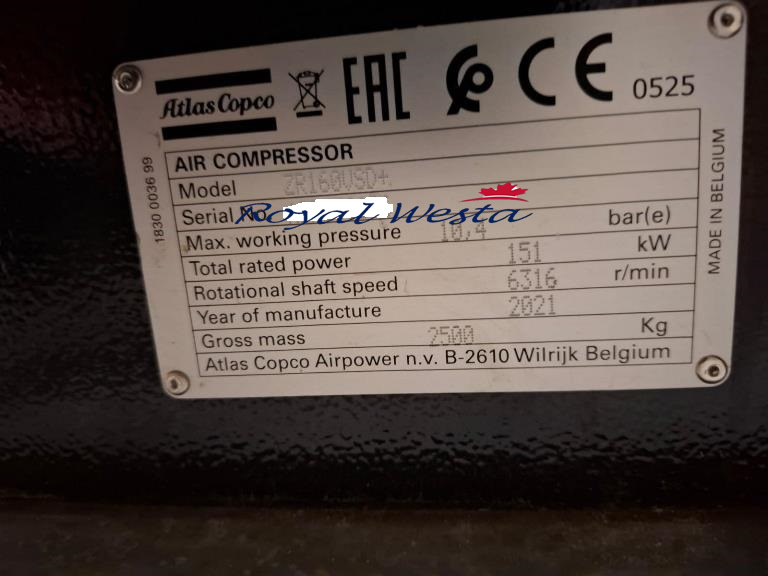 Atlas Copco EAC CE 0525
AIR COMPRESSOR
Model ZR160VSD+
Serial No
Royal Westa
Max. working pressure 10,4 bar(e)
Total rated power 151 kW
Rotational shaft speed 6316 r/min
Year of manufacture 2021
Gross mass 2500 Kg
Atlas Copco Airpower n.v. B-2610 Wilrijk Belgium
1830 0036 99
MADE IN BELGIUM